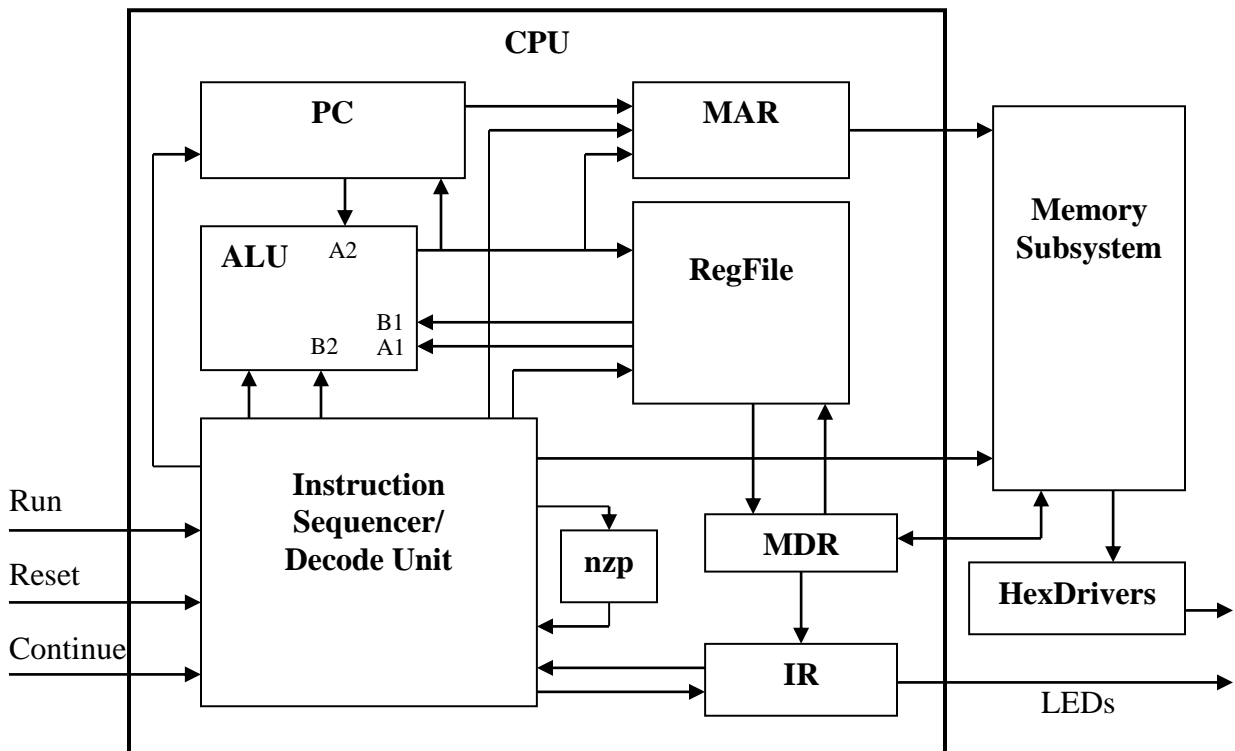 CPU
PC
MAR
Memory
Subsystem
ALU
A2
RegFile
B1
B2
A1
Instruction
Sequencer/
Decode Unit
Run
Reset
Continue
nzp
MDR
HexDrivers
IR
LEDs